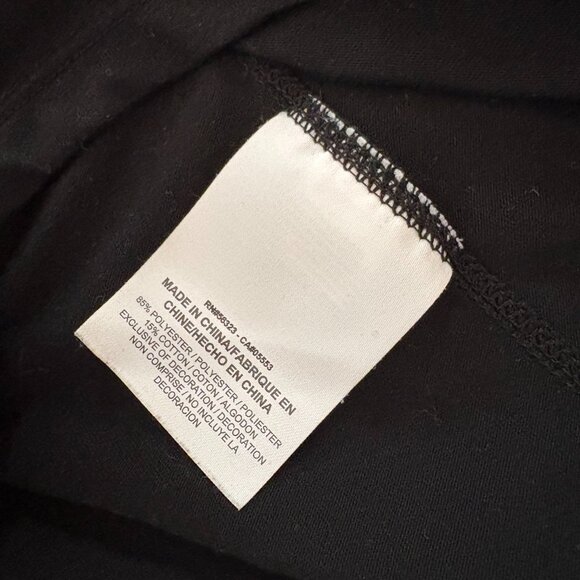 RN#56323 - CA#05553
MADE IN CHINA/FABRIQUE EN
CHINE/HECHO EN CHINA
85% POLYESTER / POLYESTER / POLIESTER
15% COTTON / COTON / ALGODON
EXCLUSIVE OF DECORATION / DECORATION
NON COMPRISE / NO INCLUYE LA
DECORACION